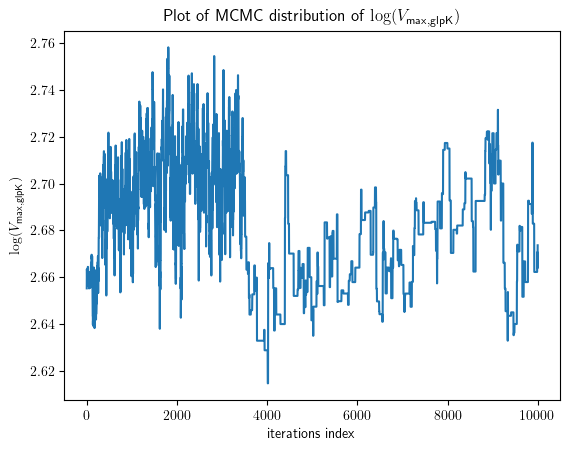 Plot of MCMC distribution of log(V_max,glpK)
log(V_max,glpK)
2.76
2.74
2.72
2.70
2.68
2.66
2.64
2.62
0 2000 4000 6000 8000 10000
iterations index